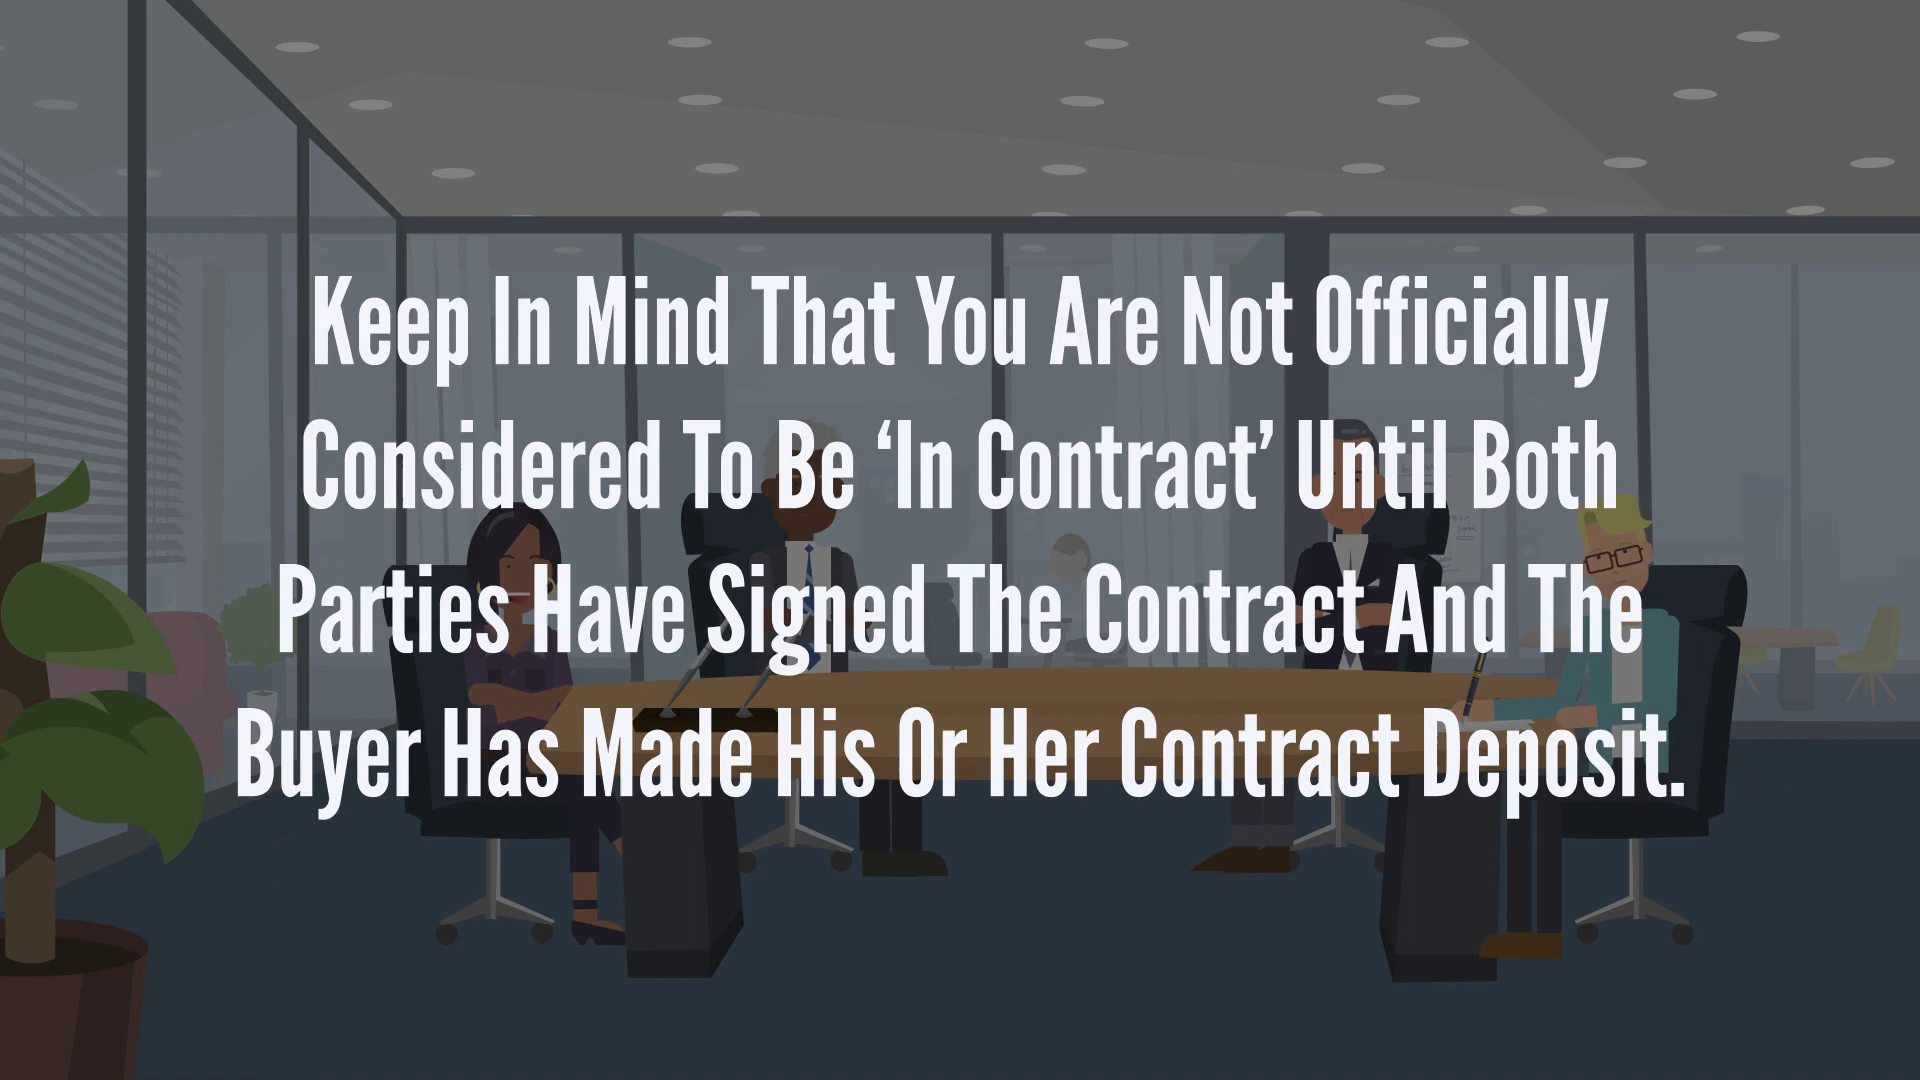 Keep In Mind That You Are Not Officially
Considered To Be ‘In Contract’ Until Both
Parties Have Signed The Contract And The
Buyer Has Made His Or Her Contract Deposit.